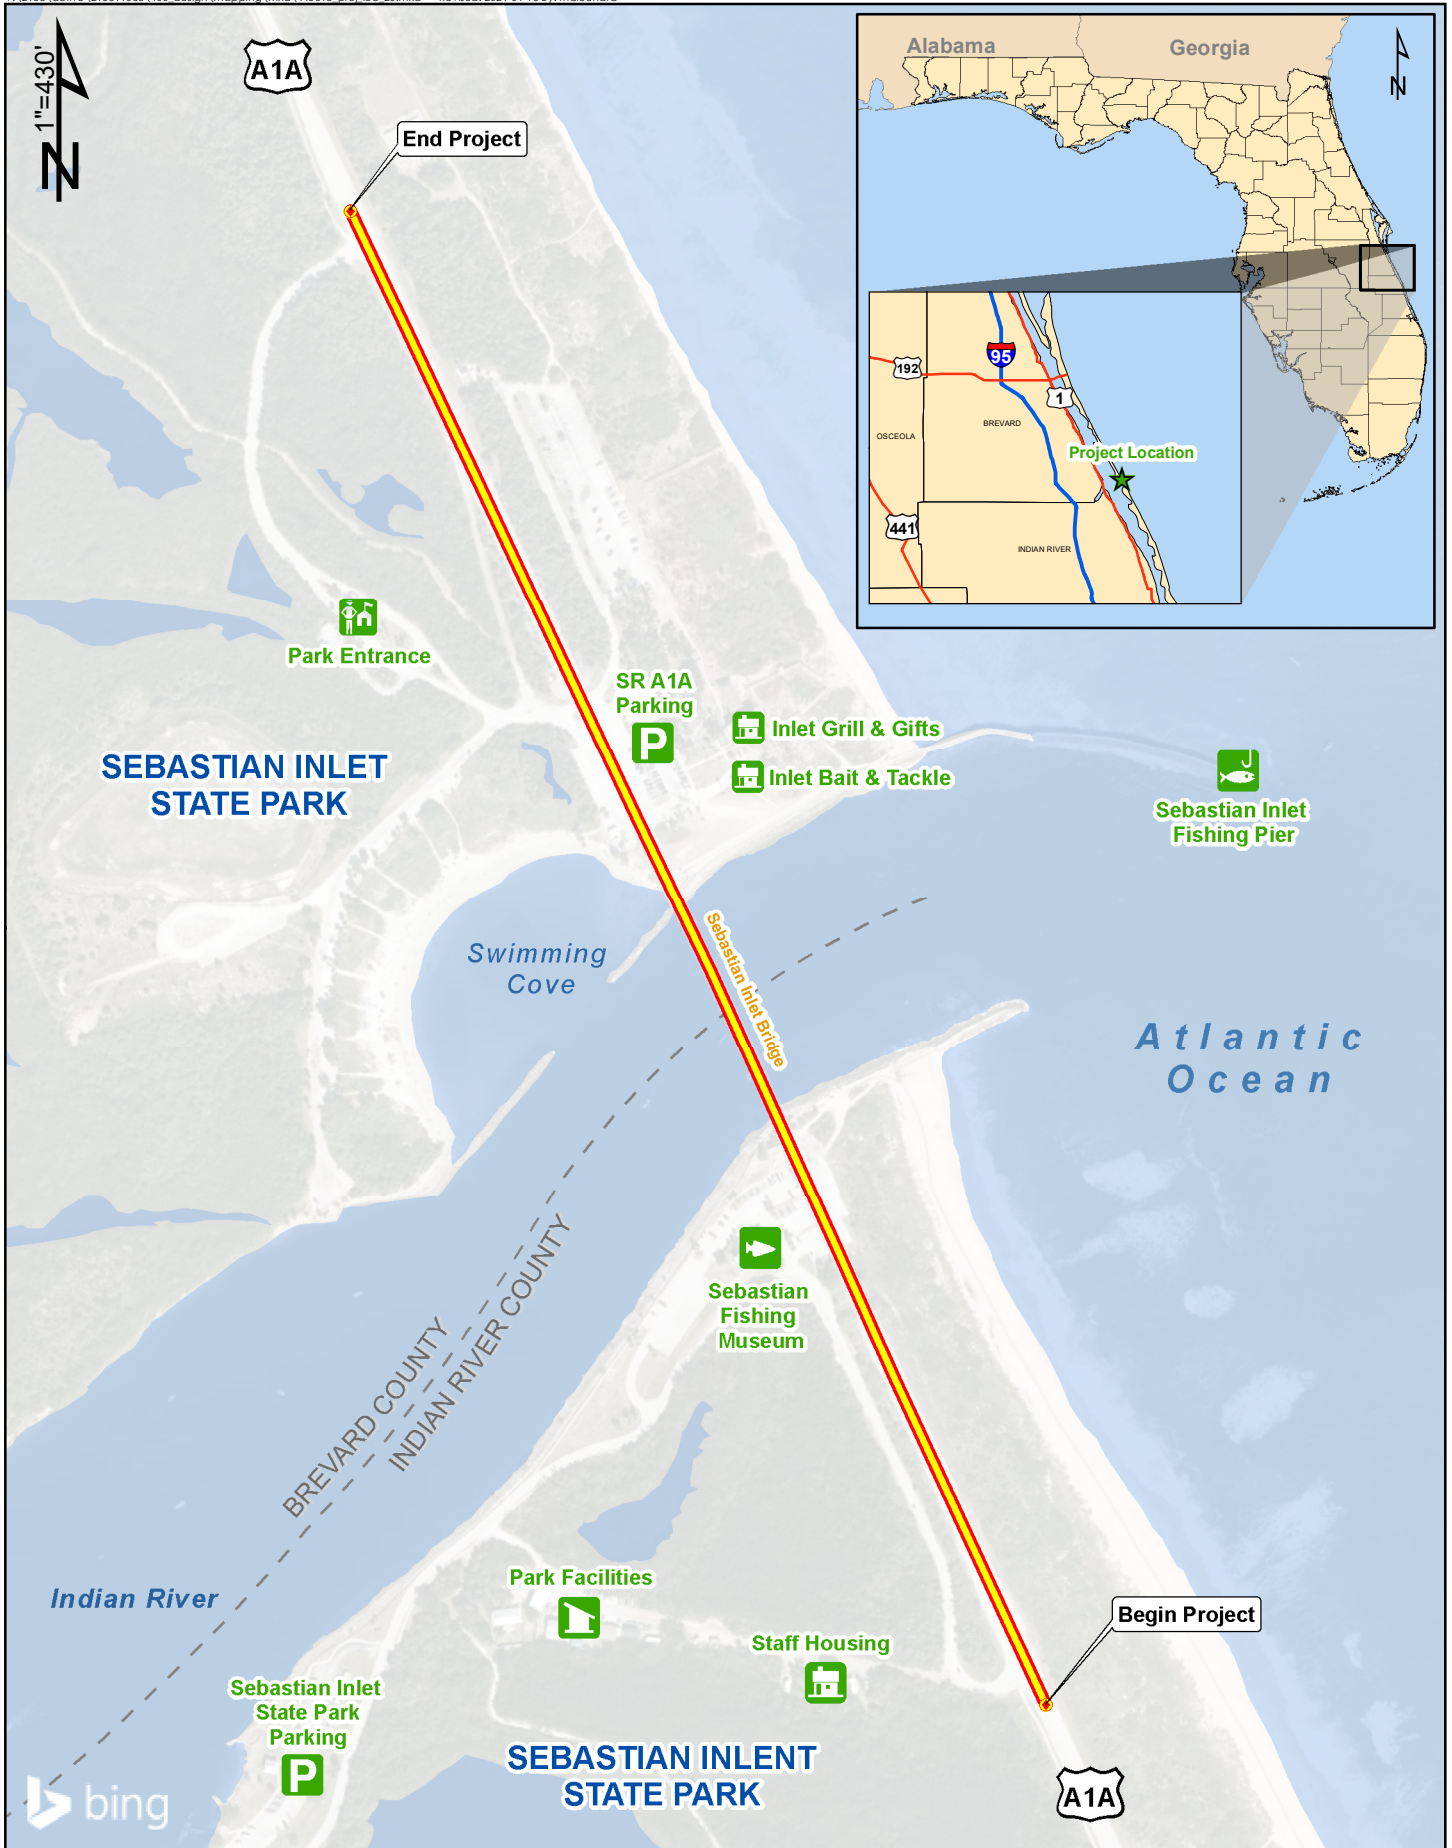 A1A
1"=430'
N
End Project
Alabama
Georgia
N
95
192
1
OSCEOLA
BREVARD
Project Location
441
INDIAN RIVER
Park Entrance
SR A1A
Parking
P
Inlet Grill & Gifts
Inlet Bait & Tackle
SEBASTIAN INLET
STATE PARK
Sebastian Inlet
Fishing Pier
Swimming
Cove
Sebastian Inlet Bridge
Atlantic
Ocean
Sebastian
Fishing
Museum
BREVARD COUNTY
INDIAN RIVER COUNTY
Indian River
Park Facilities
Begin Project
Staff Housing
Sebastian Inlet
State Park
Parking
P
SEBASTIAN INLENT
STATE PARK
A1A
bing